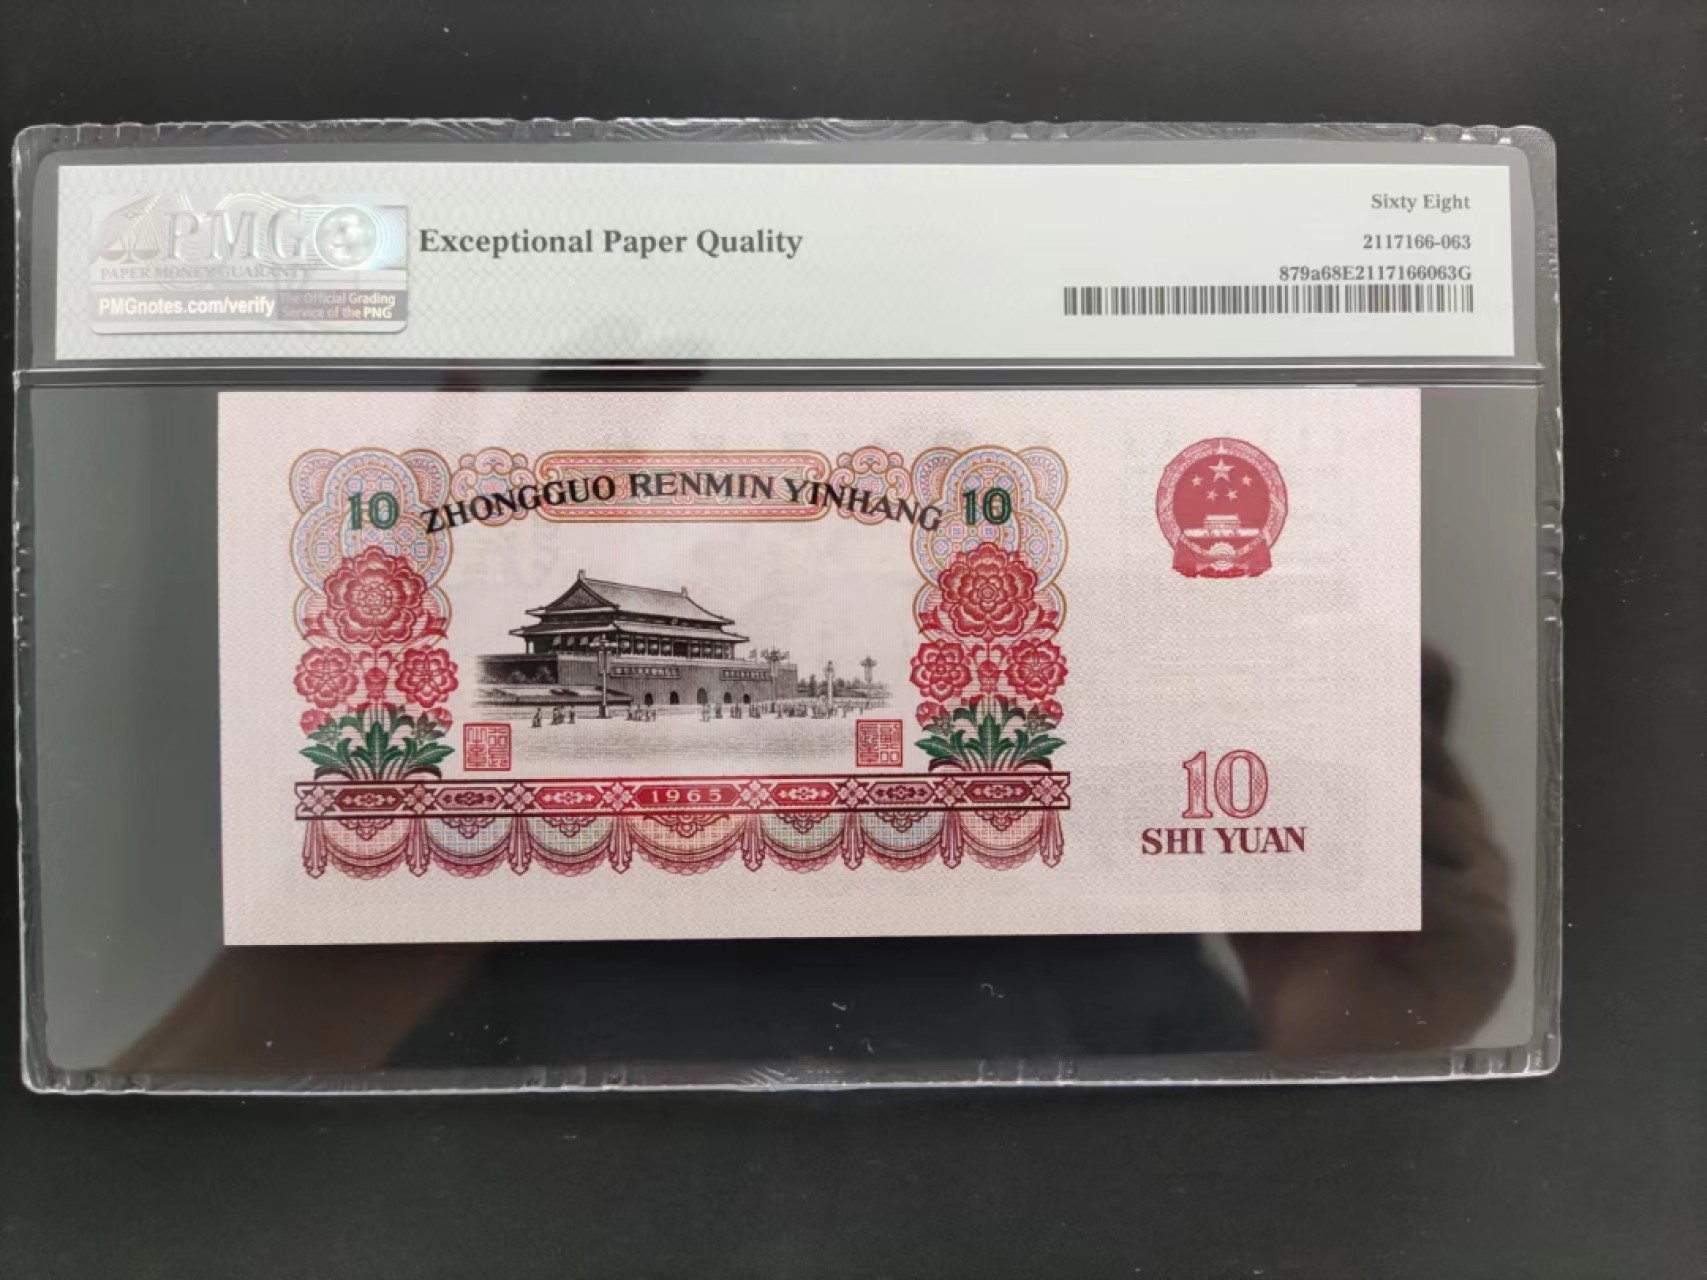 PMG
PAPER MONEY GUARANTY
PMGnotes.com/verify
The Official Grading
Service of the PNG
Exceptional Paper Quality
Sixty Eight
2117166-063
879a68E2117166063G
10
ZHONGGUO RENMIN YINHANG
10
1965
10
SHI YUAN